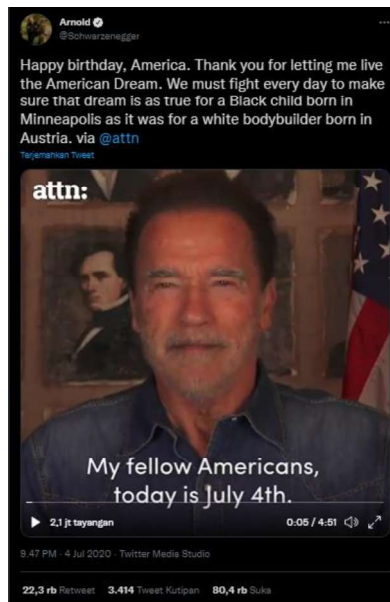 Arnold
@Schwarzenegger
Happy birthday, America. Thank you for letting me live
the American Dream. We must fight every day to make
sure that dream is as true for a Black child born in
Minneapolis as it was for a white bodybuilder born in
Austria. via @attn
Terjemahkan Tweet
attn:
My fellow Americans,
today is July 4th.
2,1 jt tayangan 0:05 / 4:51
9.47 PM · 4 Jul 2020 · Twitter Media Studio
22,3 rb Retweet 3.414 Tweet Kutipan 80,4 rb Suka